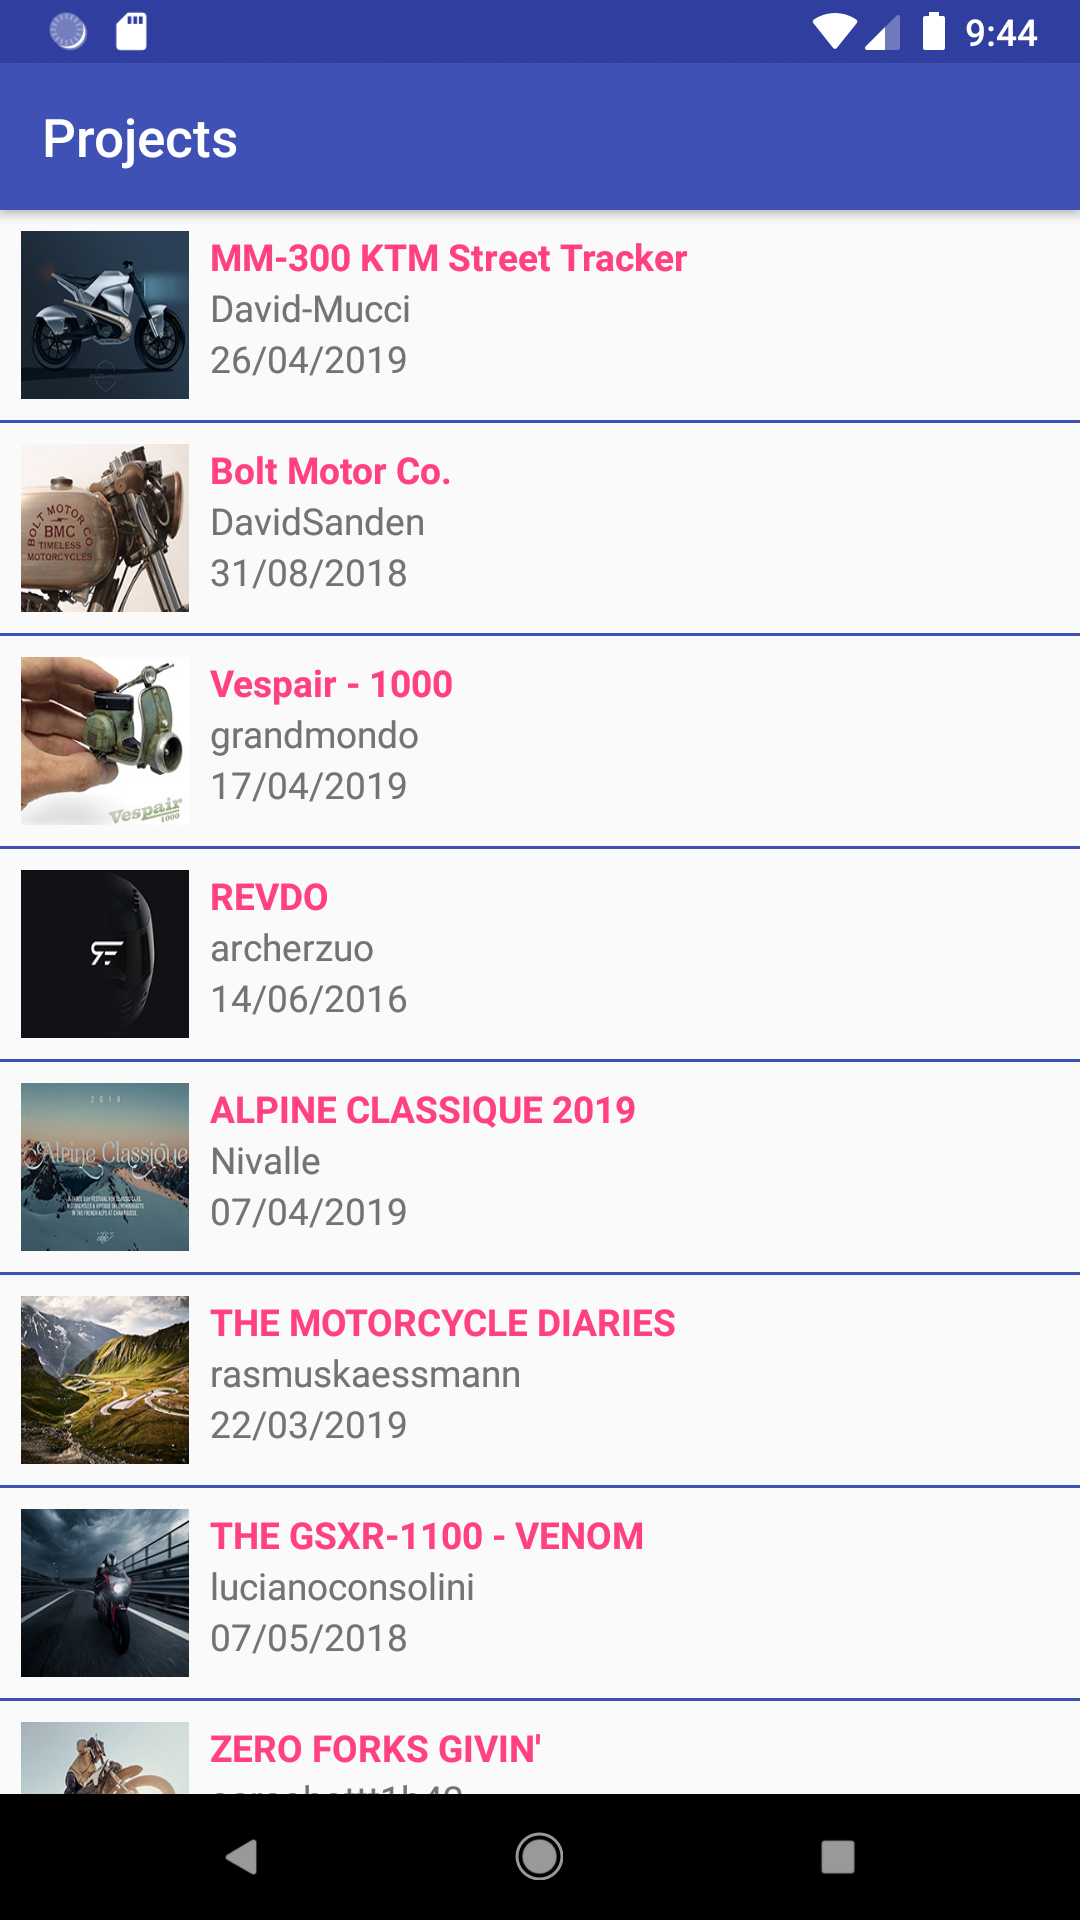 9:44
Projects
MM-300 KTM Street Tracker
David-Mucci
26/04/2019
Bolt Motor Co.
DavidSanden
31/08/2018
BOLT MOTOR CO
BMC
TIMELESS
MOTORCYCLES
Vespair - 1000
grandmondo
17/04/2019
Vespair
1000
REVDO
archerzuo
14/06/2016
ALPINE CLASSIQUE 2019
Nivalle
07/04/2019
2019
Alpine Classique
THE MOTORCYCLE DIARIES
rasmuskaessmann
22/03/2019
THE GSXR-1100 - VENOM
lucianoconsolini
07/05/2018
ZERO FORKS GIVIN'